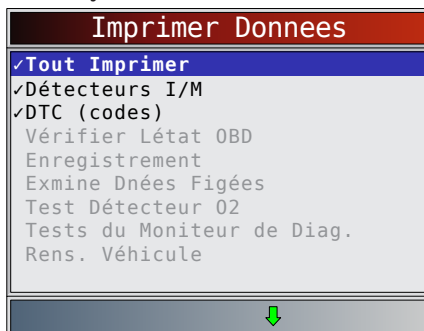 Imprimer Donnees
✓Tout Imprimer
✓Détecteurs I/M
✓DTC (codes)
Vérifier Létat OBD
Enregistrement
Exmine Dnées Figées
Test Détecteur O2
Tests du Moniteur de Diag.
Rens. Véhicule